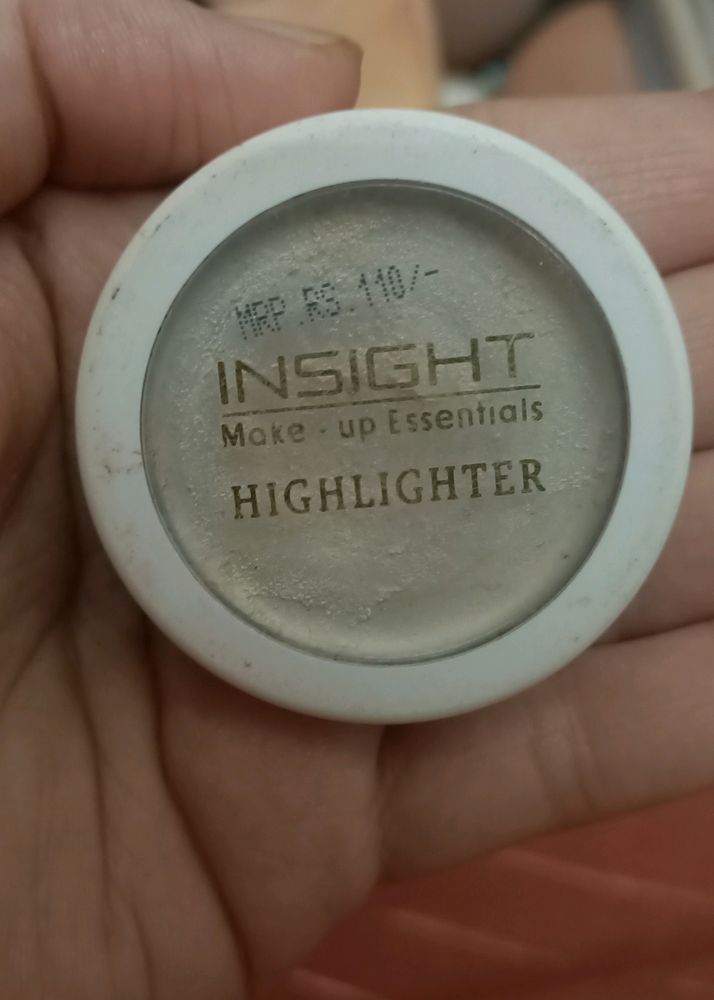 MRP.RS.110/-
INSIGHT
Make-up Essentials
HIGHLIGHTER